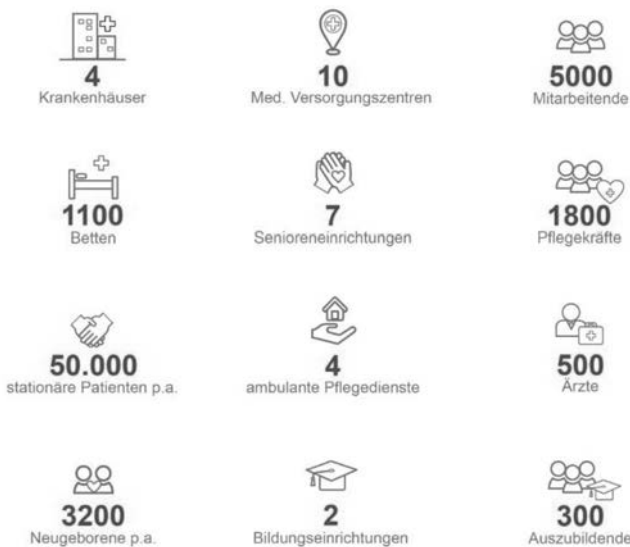 4
Krankenhäuser
10
Med. Versorgungszentren
5000
Mitarbeitende
1100
Betten
7
Senioreneinrichtungen
1800
Pflegekräfte
50.000
stationäre Patienten p.a.
4
ambulante Pflegedienste
500
Ärzte
3200
Neugeborene p.a.
2
Bildungseinrichtungen
300
Auszubildende